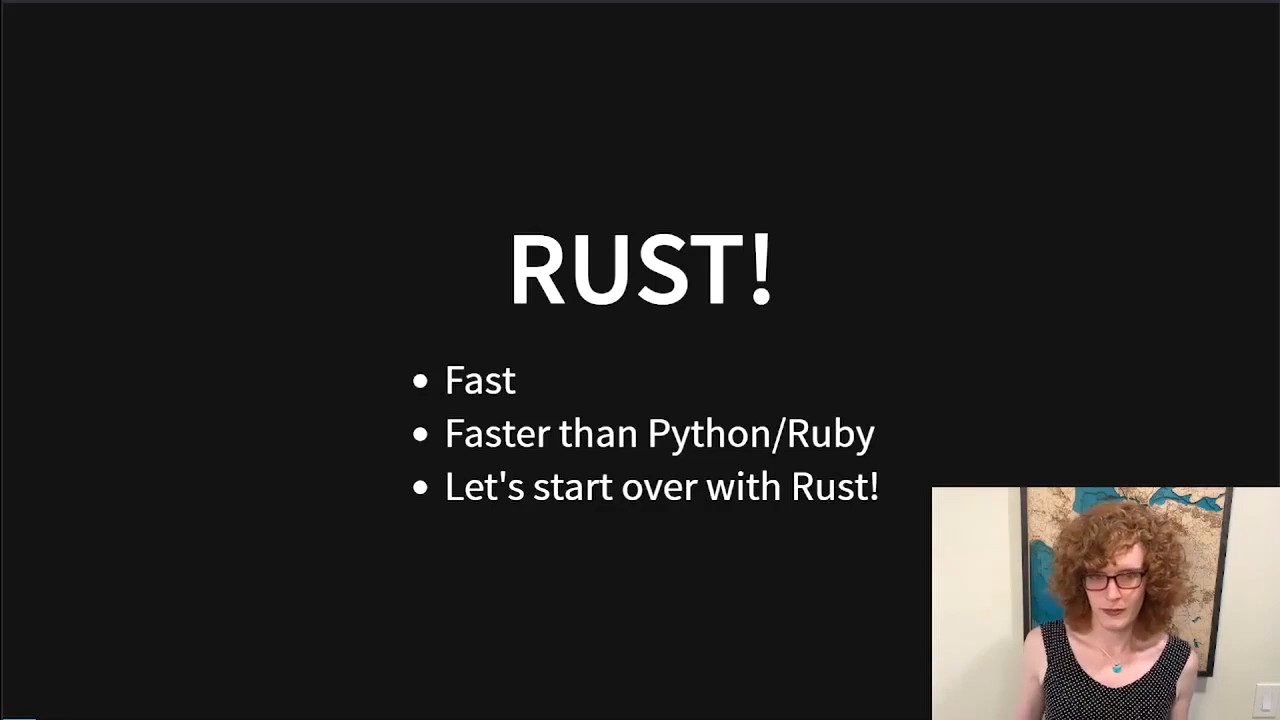 RUST!
• Fast
• Faster than Python/Ruby
• Let's start over with Rust!